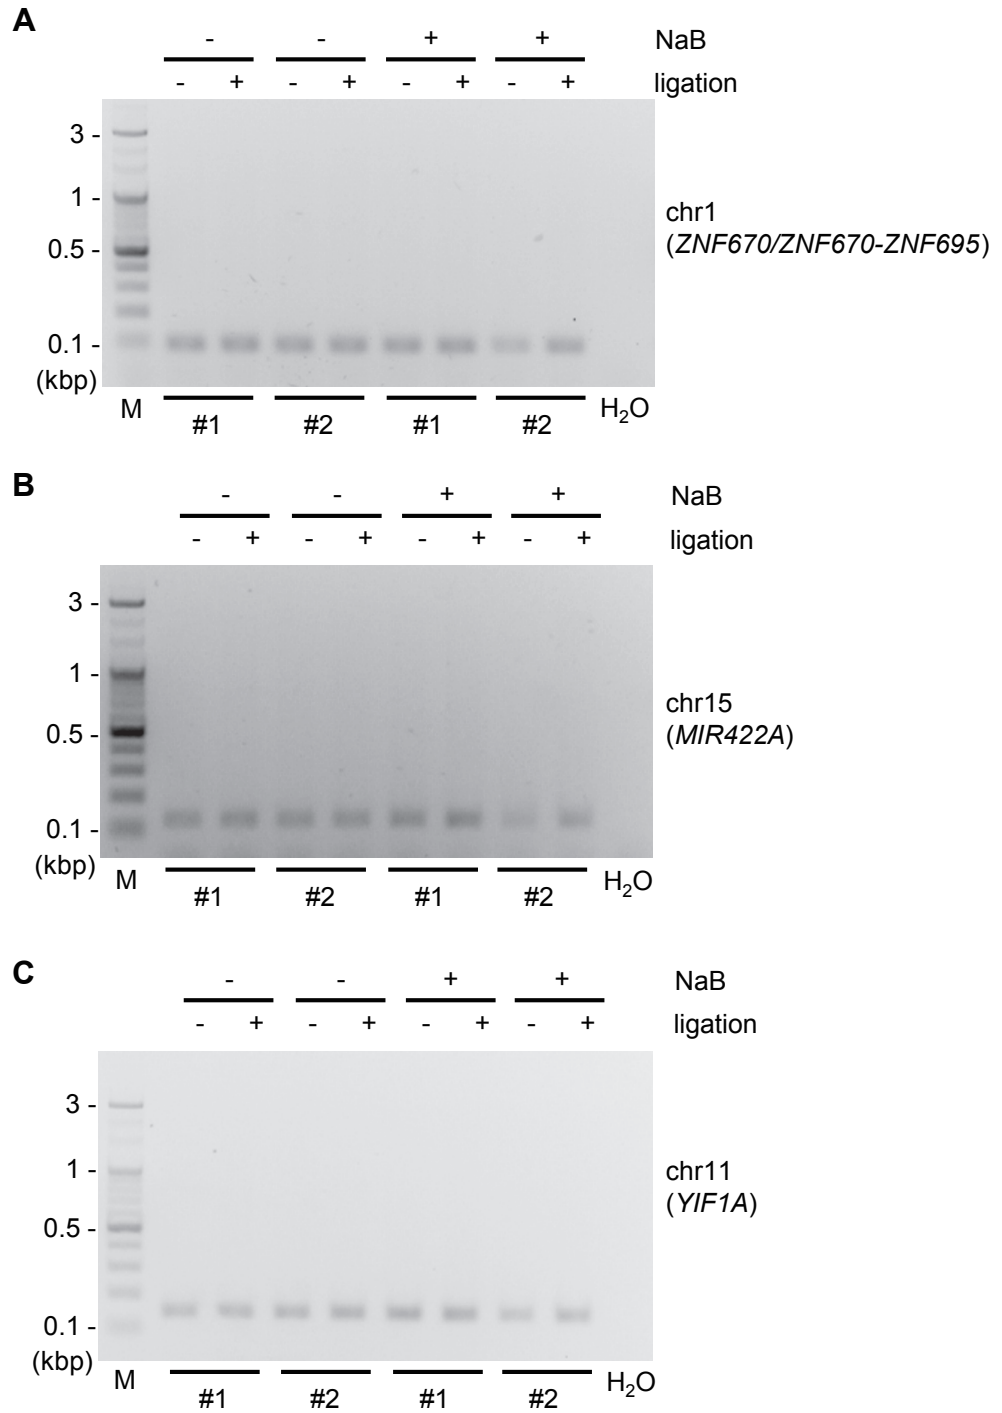 A
- - + + NaB
- + - + - + - + ligation
3 -
1 -
0.5 -
0.1 -
(kbp)
chr1
(ZNF670/ZNF670-ZNF695)
M #1 #2 #1 #2 H₂O
B
- - + + NaB
- + - + - + - + ligation
3 -
1 -
0.5 -
0.1 -
(kbp)
chr15
(MIR422A)
M #1 #2 #1 #2 H₂O
C
- - + + NaB
- + - + - + - + ligation
3 -
1 -
0.5 -
0.1 -
(kbp)
chr11
(YIF1A)
M #1 #2 #1 #2 H₂O